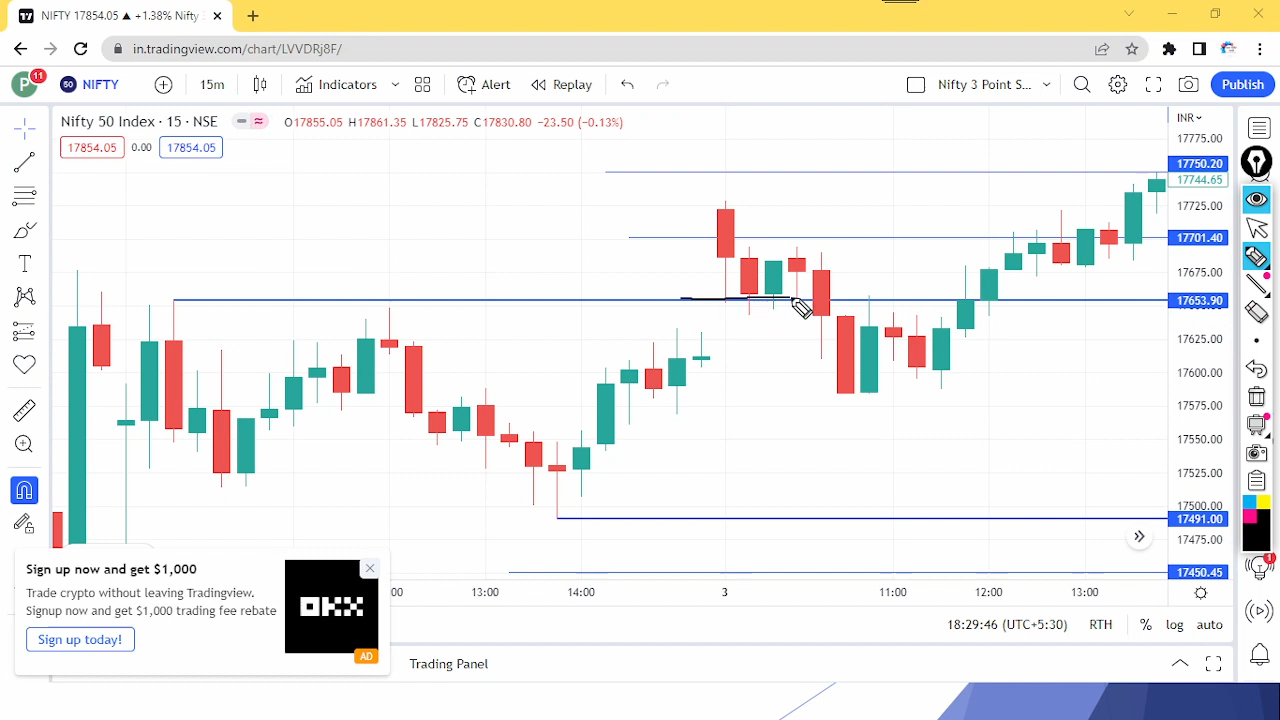 NIFTY 17854.05 ▲ +1.38% Nifty
in.tradingview.com/chart/LVVDRj8F/
P 11 50 NIFTY 15m Indicators Alert Replay Nifty 3 Point S... Publish
Nifty 50 Index · 15 · NSE O17855.05 H17861.35 L17825.75 C17830.80 −23.50 (−0.13%)
17854.05 0.00 17854.05
INR
17775.00
17750.20
17744.65
17725.00
17701.40
17675.00
17653.90
17625.00
17600.00
17575.00
17550.00
17525.00
17500.00
17491.00
17475.00
17450.45
:00 13:00 14:00 3 11:00 12:00 13:00
Sign up now and get $1,000
Trade crypto without leaving Tradingview.
Signup now and get $1,000 trading fee rebate
Sign up today!
OKX
AD
18:29:46 (UTC+5:30) RTH % log auto
Trading Panel
1